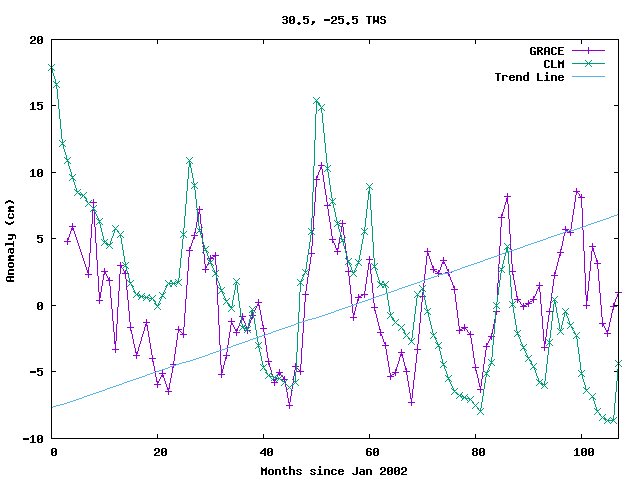 30.5, -25.5 TWS
GRACE
CLM
Trend Line
20
15
10
5
0
-5
-10
Anomaly (cm)
0 20 40 60 80 100
Months since Jan 2002